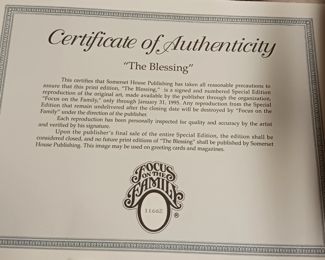 Certificate of Authenticity
"The Blessing"
This certifies that Somerset House Publishing has taken all reasonable precautions to
assure that this print edition, "The Blessing," is a signed and numbered Special Edition
reproduction of the original art, made available by the publisher through the organization,
"Focus on the Family," only through January 31, 1995. Any reproduction from the Special
Edition that remain undelivered after the closing date will be destroyed by "Focus on the
Family" under the direction of the publisher.
Each reproduction has been personally inspected for quality and accuracy by the artist
and verified by his signature.
Upon the publisher's final sale of the entire Special Edition, the edition shall be
considered closed, and no future print editions of "The Blessing" shall be published by Somerset
House Publishing. This image may be used on greeting cards and magazines.
FOCUS
ON THE
FAMILY
11662
®